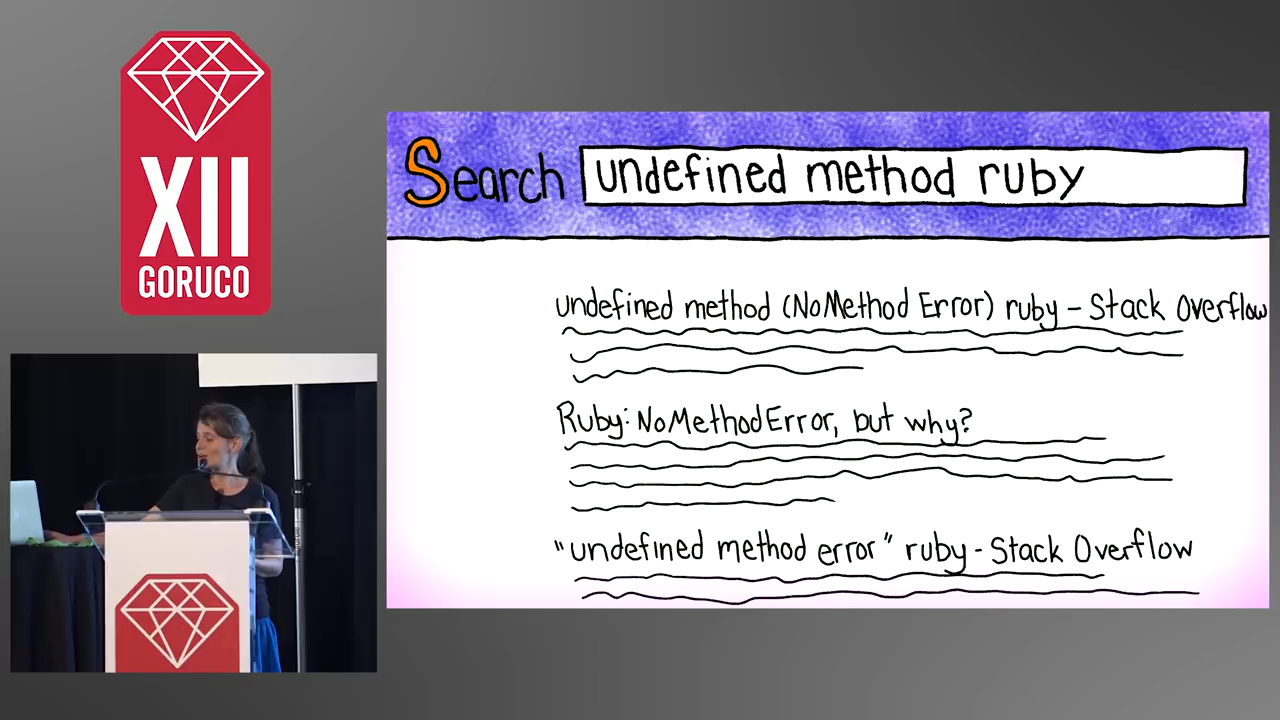 XII
GORUCO
Search undefined method ruby
undefined method (NoMethod Error) ruby - Stack Overflow
Ruby: NoMethodError, but why?
"undefined method error" ruby - Stack Overflow